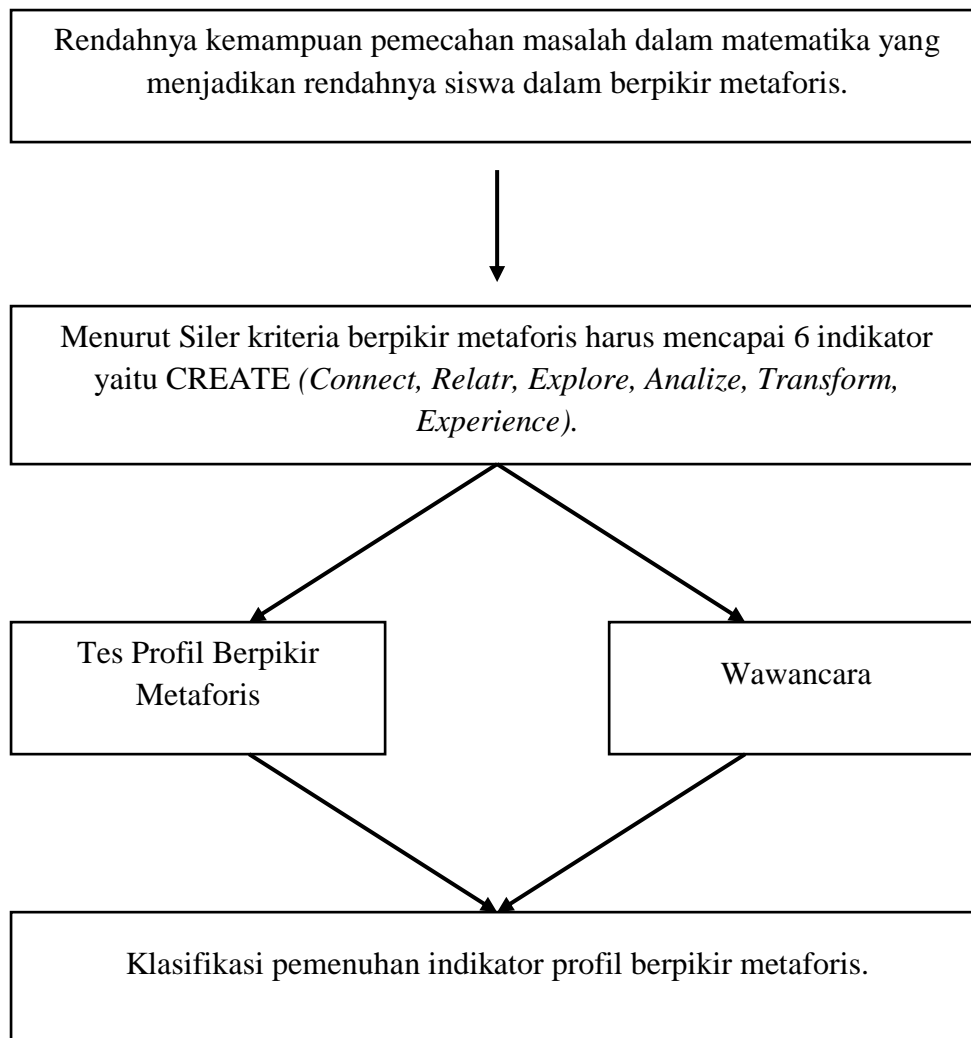 Rendahnya kemampuan pemecahan masalah dalam matematika yang
menjadikan rendahnya siswa dalam berpikir metaforis.
Menurut Siler kriteria berpikir metaforis harus mencapai 6 indikator
yaitu CREATE (Connect, Relatr, Explore, Analize, Transform,
Experience).
Tes Profil Berpikir
Metaforis
Wawancara
Klasifikasi pemenuhan indikator profil berpikir metaforis.